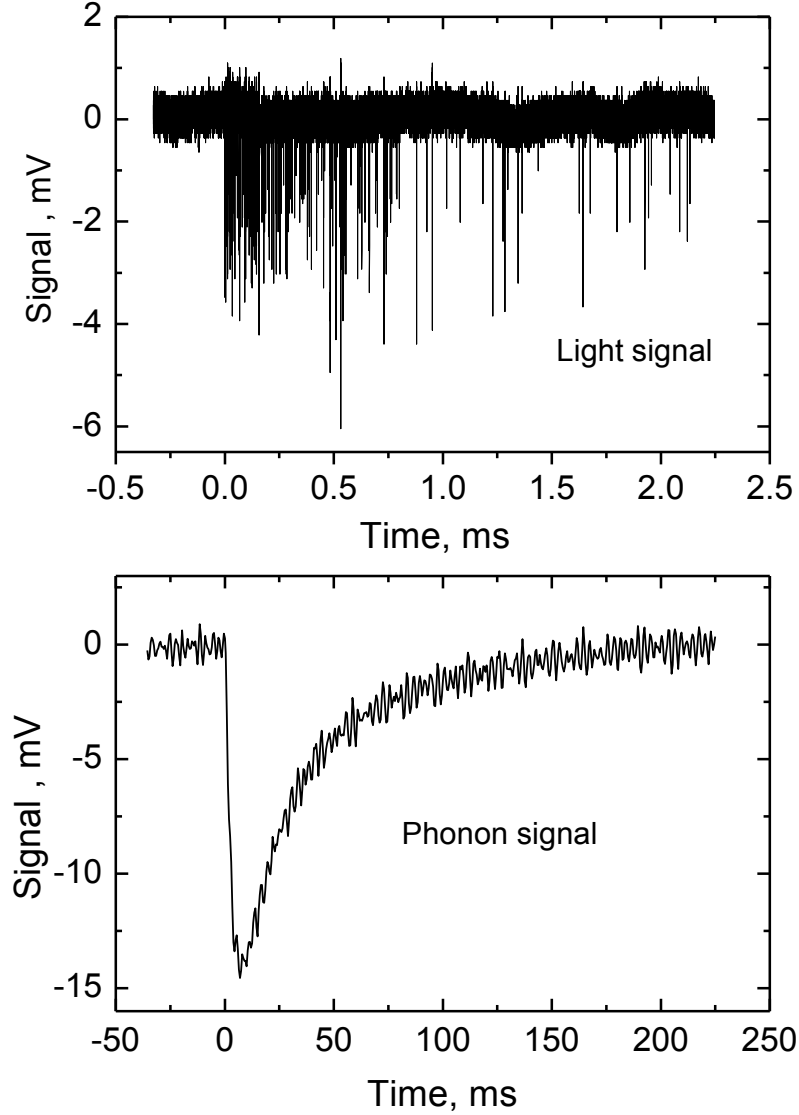 2
0
-2
-4
-6
Signal , mV
Light signal
-0.5 0.0 0.5 1.0 1.5 2.0 2.5
Time, ms
0
-5
-10
-15
Signal , mV
Phonon signal
-50 0 50 100 150 200 250
Time, ms